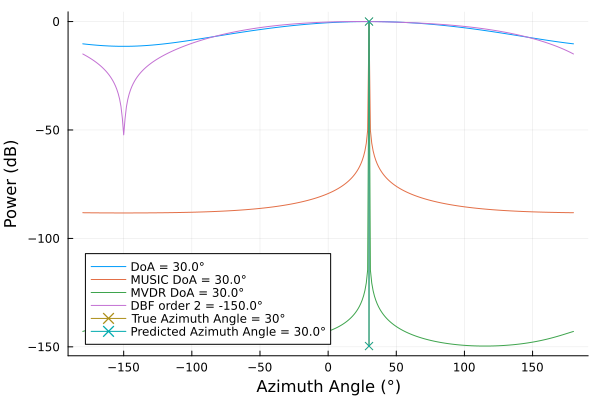 Power (dB)
0
−50
−100
−150
DoA = 30.0°
MUSIC DoA = 30.0°
MVDR DoA = 30.0°
DBF order 2 = -150.0°
True Azimuth Angle = 30°
Predicted Azimuth Angle = 30.0°
−150 −100 −50 0 50 100 150
Azimuth Angle (°)